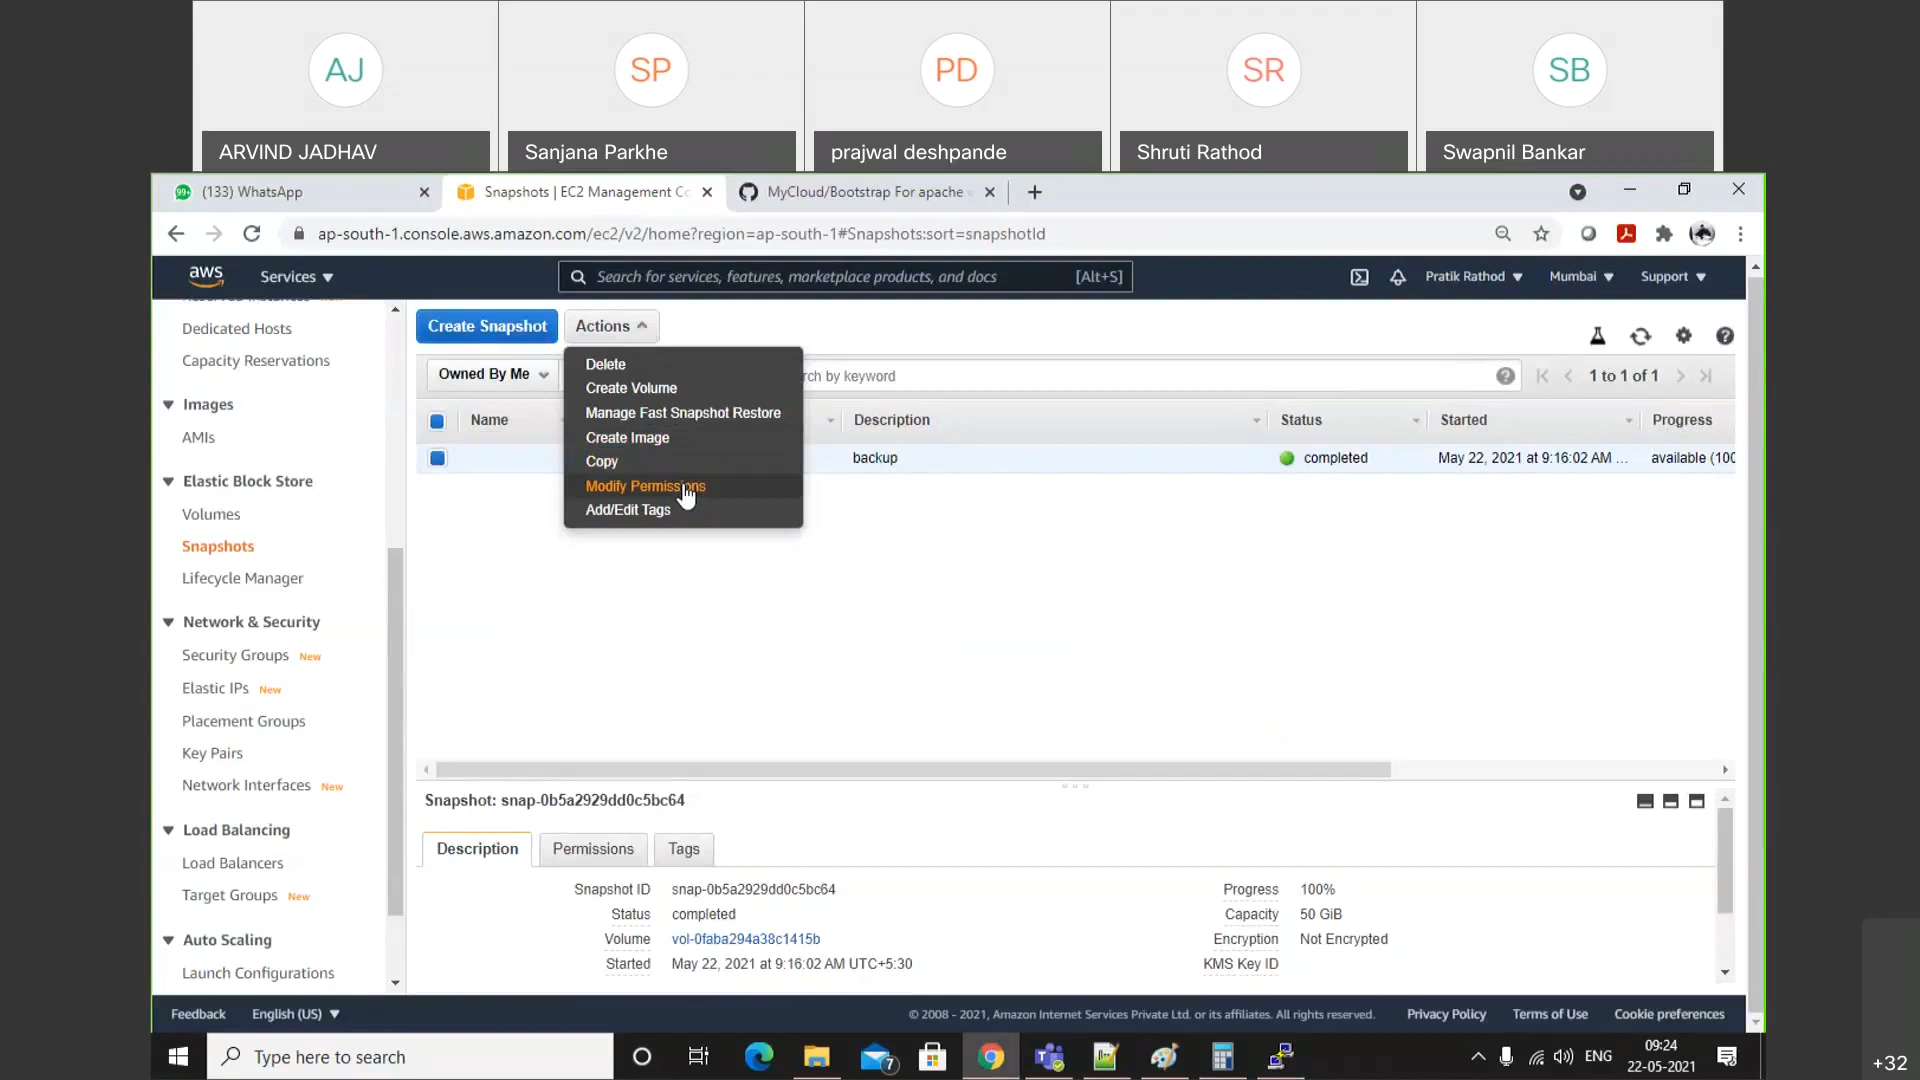 AJ
SP
PD
SR
SB
ARVIND JADHAV
Sanjana Parkhe
prajwal deshpande
Shruti Rathod
Swapnil Bankar
99+
(133) WhatsApp
Snapshots | EC2 Management Co
MyCloud/Bootstrap For apache
ap-south-1.console.aws.amazon.com/ec2/v2/home?region=ap-south-1#Snapshots:sort=snapshotId
aws
Services
Search for services, features, marketplace products, and docs
[Alt+S]
Pratik Rathod
Mumbai
Support
Dedicated Hosts
Capacity Reservations
Images
AMIs
Elastic Block Store
Volumes
Snapshots
Lifecycle Manager
Network & Security
Security Groups New
Elastic IPs New
Placement Groups
Key Pairs
Network Interfaces New
Load Balancing
Load Balancers
Target Groups New
Auto Scaling
Launch Configurations
Create Snapshot
Actions
Owned By Me
rch by keyword
1 to 1 of 1
Delete
Create Volume
Manage Fast Snapshot Restore
Create Image
Copy
Modify Permissions
Add/Edit Tags
Name
Description
Status
Started
Progress
backup
completed
May 22, 2021 at 9:16:02 AM ...
available (100
Snapshot: snap-0b5a2929dd0c5bc64
Description
Permissions
Tags
Snapshot ID snap-0b5a2929dd0c5bc64
Status completed
Volume vol-0faba294a38c1415b
Started May 22, 2021 at 9:16:02 AM UTC+5:30
Progress 100%
Capacity 50 GiB
Encryption Not Encrypted
KMS Key ID
Feedback
English (US)
© 2008 - 2021, Amazon Internet Services Private Ltd. or its affiliates. All rights reserved.
Privacy Policy
Terms of Use
Cookie preferences
Type here to search
7
ENG
09:24
22-05-2021
+32